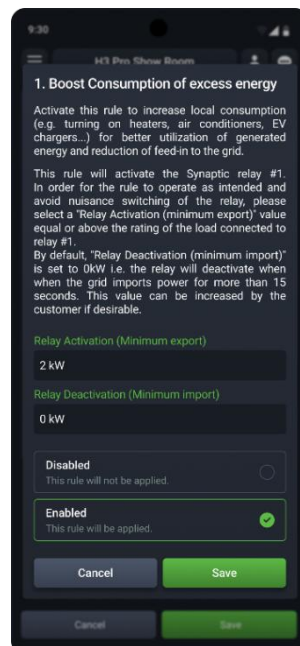 9:30
H3 Pro Show Room
1. Boost Consumption of excess energy
Activate this rule to increase local consumption
(e.g. turning on heaters, air conditioners, EV
chargers...) for better utilization of generated
energy and reduction of feed-in to the grid.
This rule will activate the Synaptic relay #1.
In order for the rule to operate as intended and
avoid nuisance switching of the relay, please
select a "Relay Activation (minimum export)" value
equal or above the rating of the load connected to
relay #1.
By default, "Relay Deactivation (minimum import)"
is set to 0kW i.e. the relay will deactivate when
when the grid imports power for more than 15
seconds. This value can be increased by the
customer if desirable.
Relay Activation (Minimum export)
2 kW
Relay Deactivation (Minimum import)
0 kW
Disabled
This rule will not be applied.
Enabled
This rule will be applied.
Cancel Save
Cancel Save